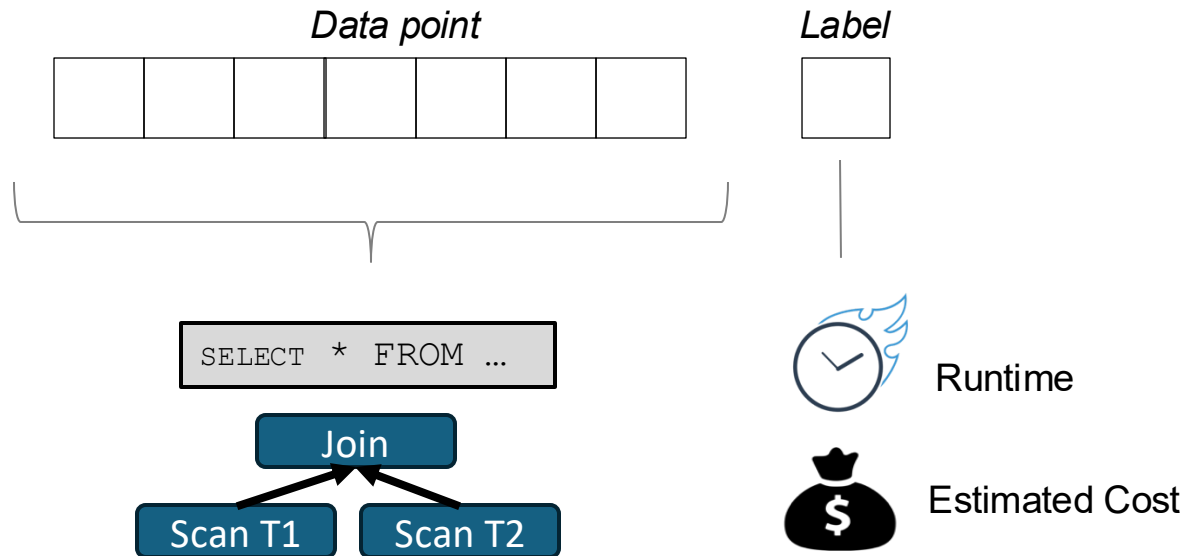 Data point
Label
SELECT * FROM …
Runtime
Join
Estimated Cost
Scan T1
Scan T2
$